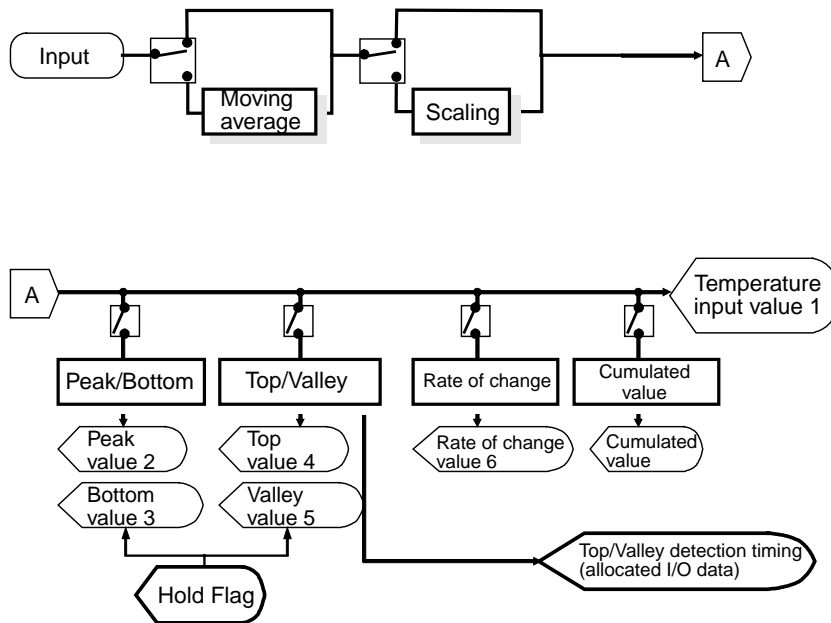 Input
Moving
average
Scaling
A
A
Temperature
input value 1
Peak/Bottom
Top/Valley
Rate of change
Cumulated
value
Peak
value 2
Top
value 4
Rate of change
value 6
Cumulated
value
Bottom
value 3
Valley
value 5
Hold Flag
Top/Valley detection timing
(allocated I/O data)